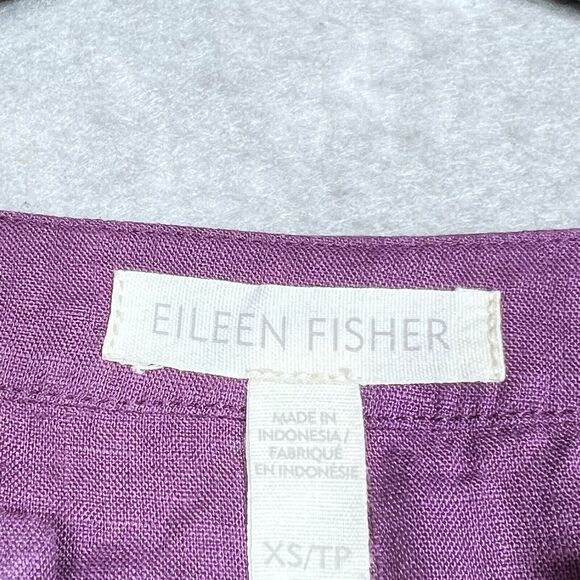 EILEEN FISHER
MADE IN
INDONESIA /
FABRIQUÉ
EN INDONÉSIE
XS/TP